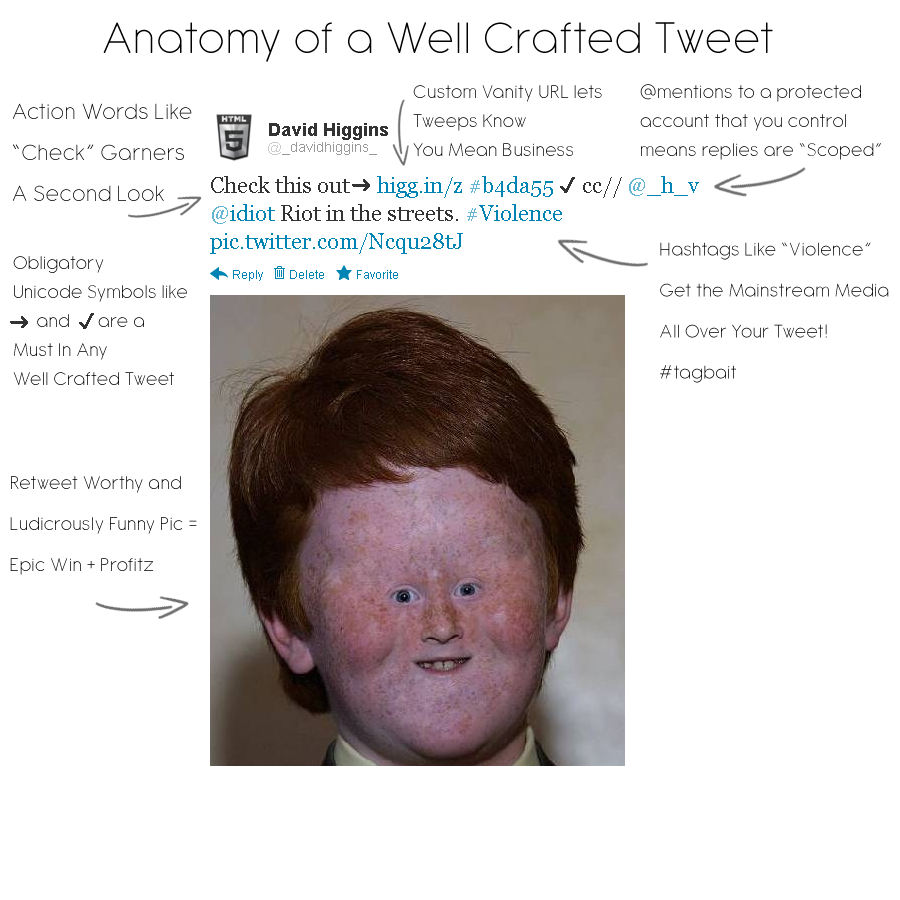 Anatomy of a Well Crafted Tweet
Action Words Like
“Check” Garners
A Second Look
Custom Vanity URL lets
Tweeps Know
You Mean Business
@mentions to a protected
account that you control
means replies are “Scoped”
HTML
5
David Higgins
@_davidhiggins_
Check this out➔ higg.in/z #b4da55 ✔ cc// @_h_v
@idiot Riot in the streets. #Violence
pic.twitter.com/Ncqu28tJ
Reply Delete Favorite
Obligatory
Unicode Symbols like
➔ and ✔ are a
Must In Any
Well Crafted Tweet
Hashtags Like “Violence”
Get the Mainstream Media
All Over Your Tweet!
#tagbait
Retweet Worthy and
Ludicrously Funny Pic =
Epic Win + Profitz